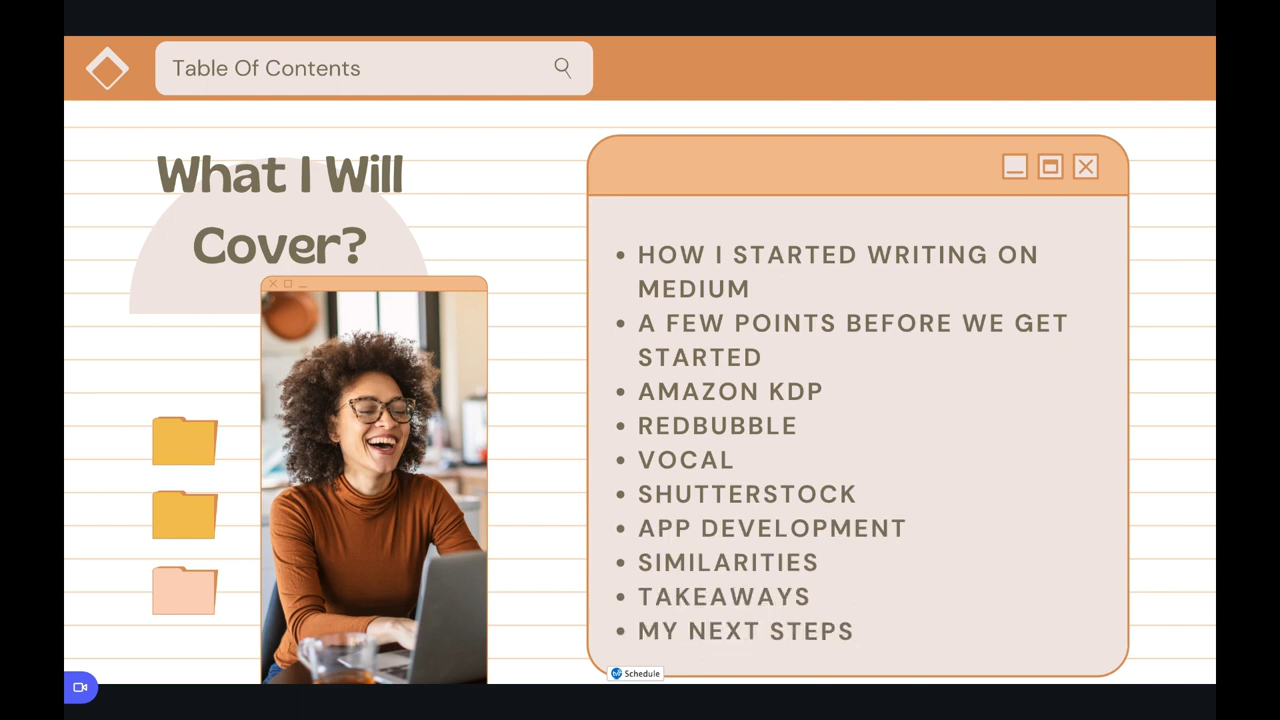 Table Of Contents
What I Will
Cover?
• HOW I STARTED WRITING ON
MEDIUM
• A FEW POINTS BEFORE WE GET
STARTED
• AMAZON KDP
• REDBUBBLE
• VOCAL
• SHUTTERSTOCK
• APP DEVELOPMENT
• SIMILARITIES
• TAKEAWAYS
• MY NEXT STEPS
Schedule